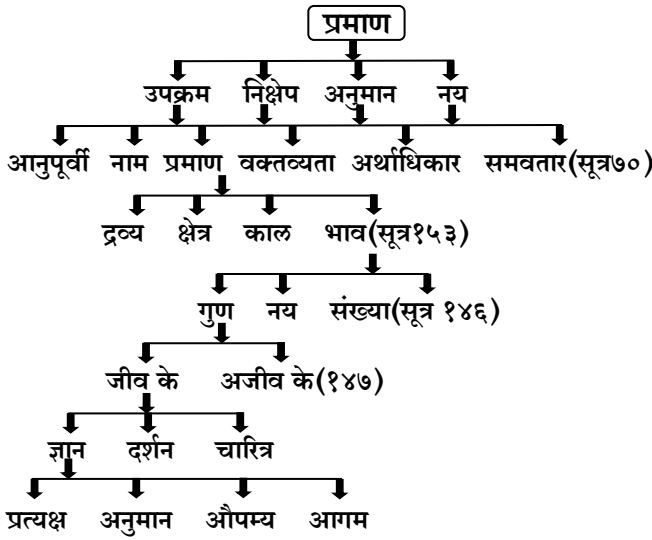 प्रमाण
उपक्रम निक्षेप अनुमान नय
आनुपूर्वी नाम प्रमाण वक्तव्यता अर्थाधिकार समवतार(सूत्र७०)
द्रव्य क्षेत्र काल भाव(सूत्र१५३)
गुण नय संख्या(सूत्र १४६)
जीव के अजीव के(१४७)
ज्ञान दर्शन चारित्र
प्रत्यक्ष अनुमान औपम्य आगम